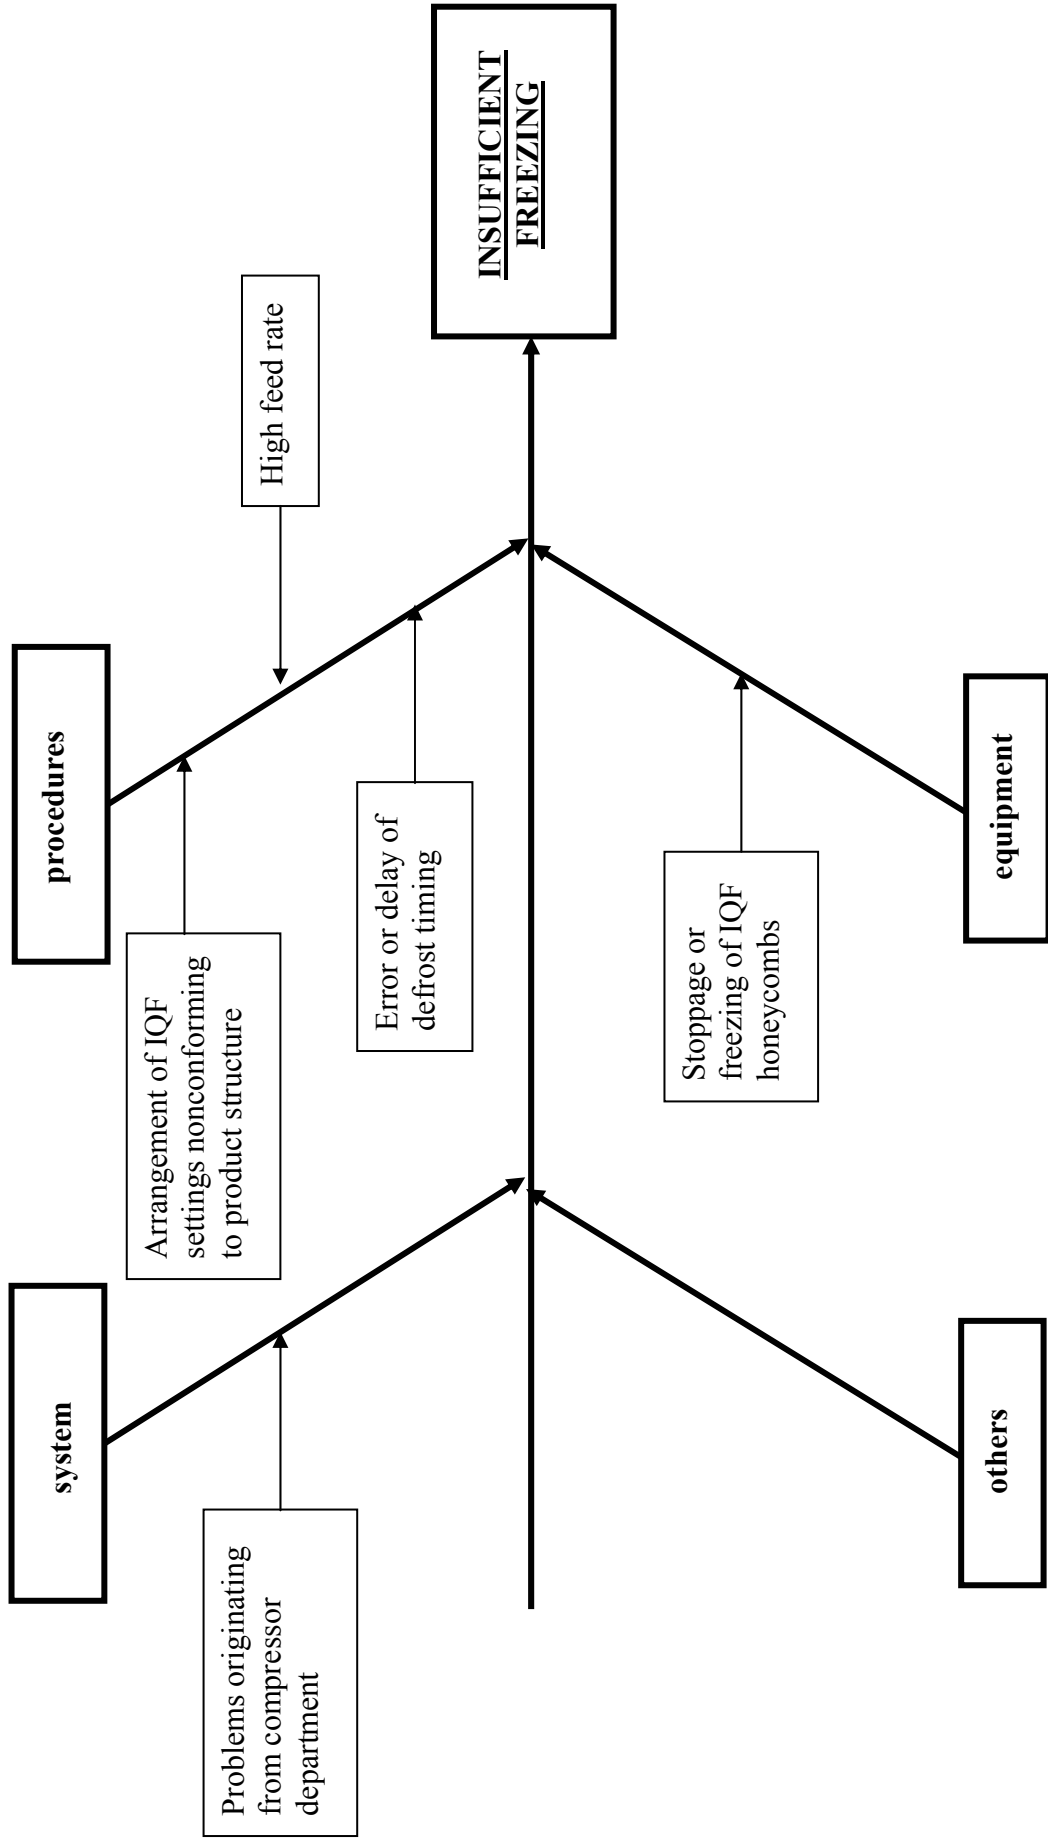 system
procedures
Problems originating
from compressor
department
Arrangement of IQF
settings nonconforming
to product structure
High feed rate
Error or delay of
defrost timing
INSUFFICIENT
FREEZING
Stoppage or
freezing of IQF
honeycombs
others
equipment